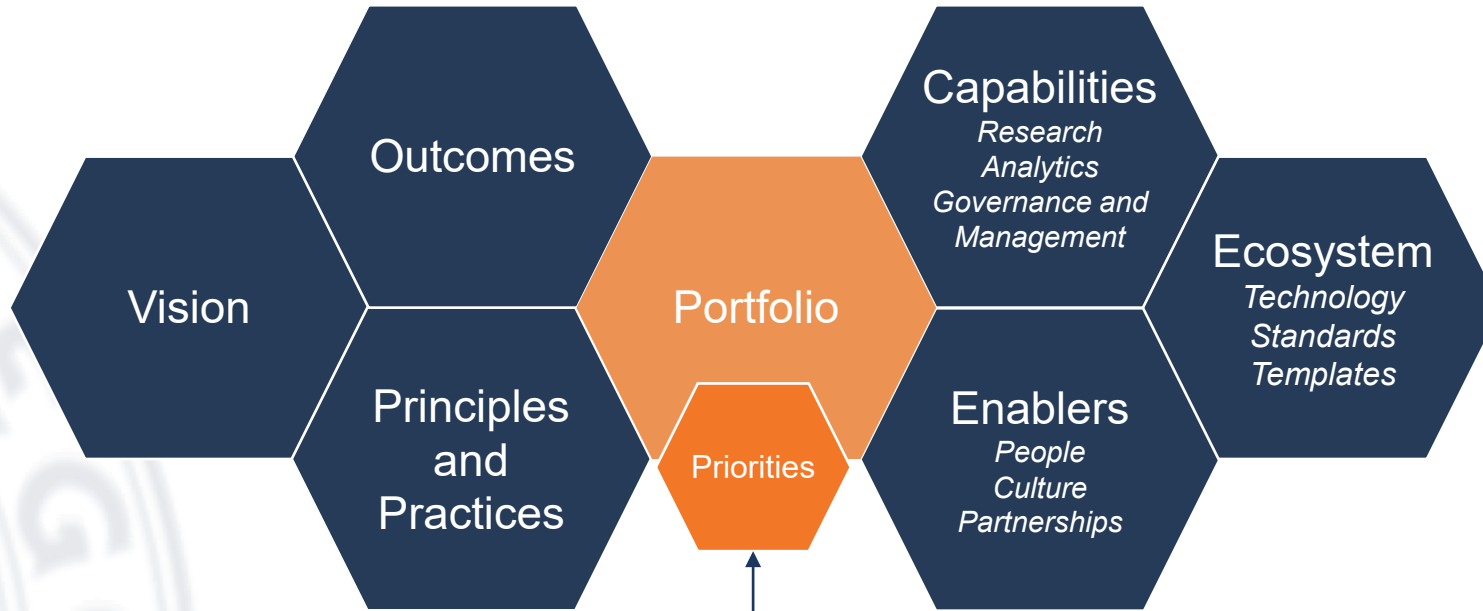 Vision
Outcomes
Principles
and
Practices
Portfolio
Priorities
Capabilities
Research
Analytics
Governance and
Management
Enablers
People
Culture
Partnerships
Ecosystem
Technology
Standards
Templates